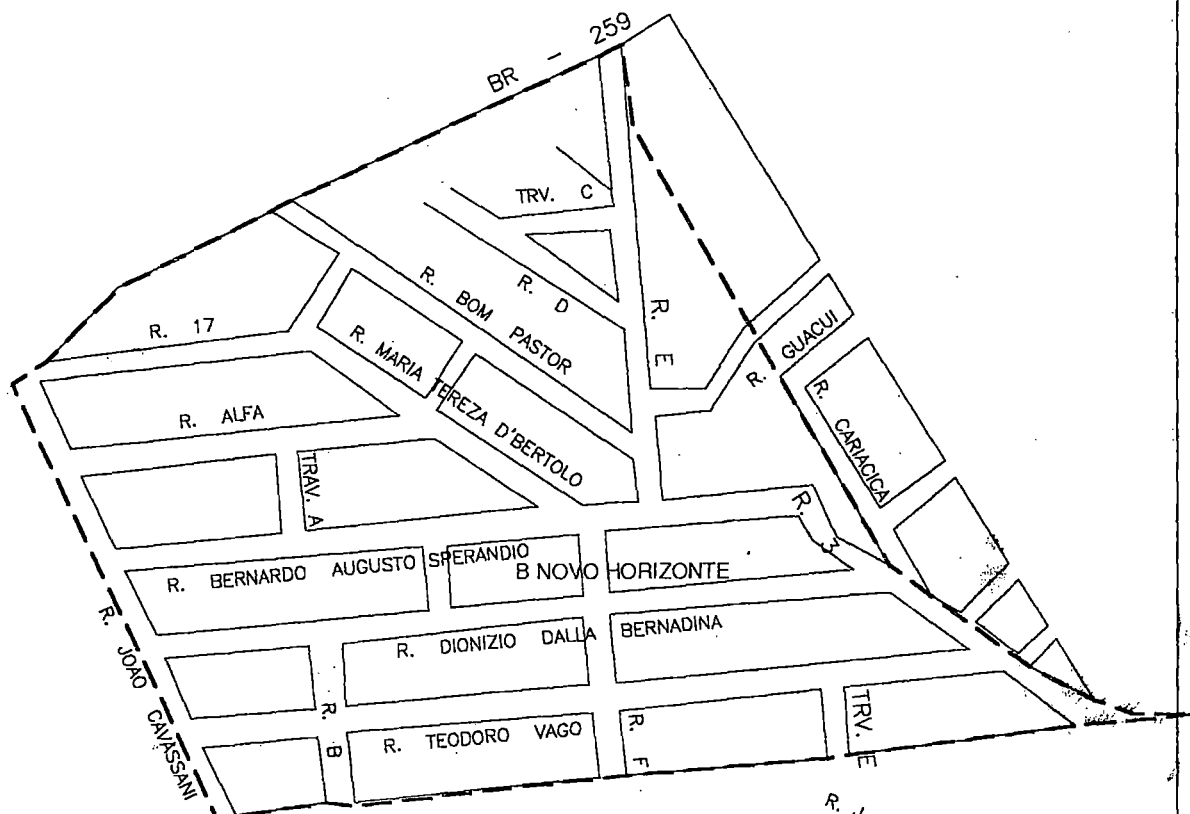 BR - 259
TRV. C
R. D
R. BOM PASTOR
R. E
R. 17
R. MARIA TEREZA D'BERTOLO
R. GUACUI
R. ALFA
R. CARIACICA
TRAV. A
R. 3
R. BERNARDO AUGUSTO SPERANDIO
B NOVO HORIZONTE
R. JOAO CAVASSANI
R. DIONIZIO DALLA BERNADINA
R. B
R. TEODORO VAGO
R. F
TRV. E
R.